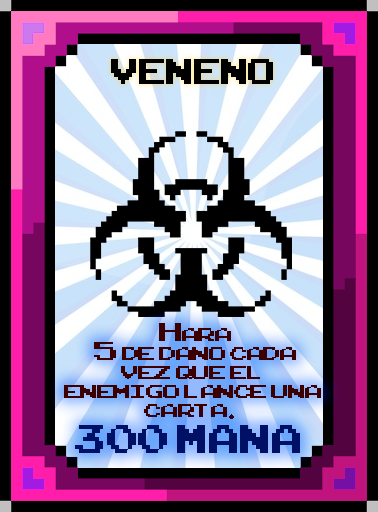 VENENO
HARA
5 DE DANO CADA
VEZ QUE EL
ENEMIGO LANCE UNA
CARTA.
300 MANA